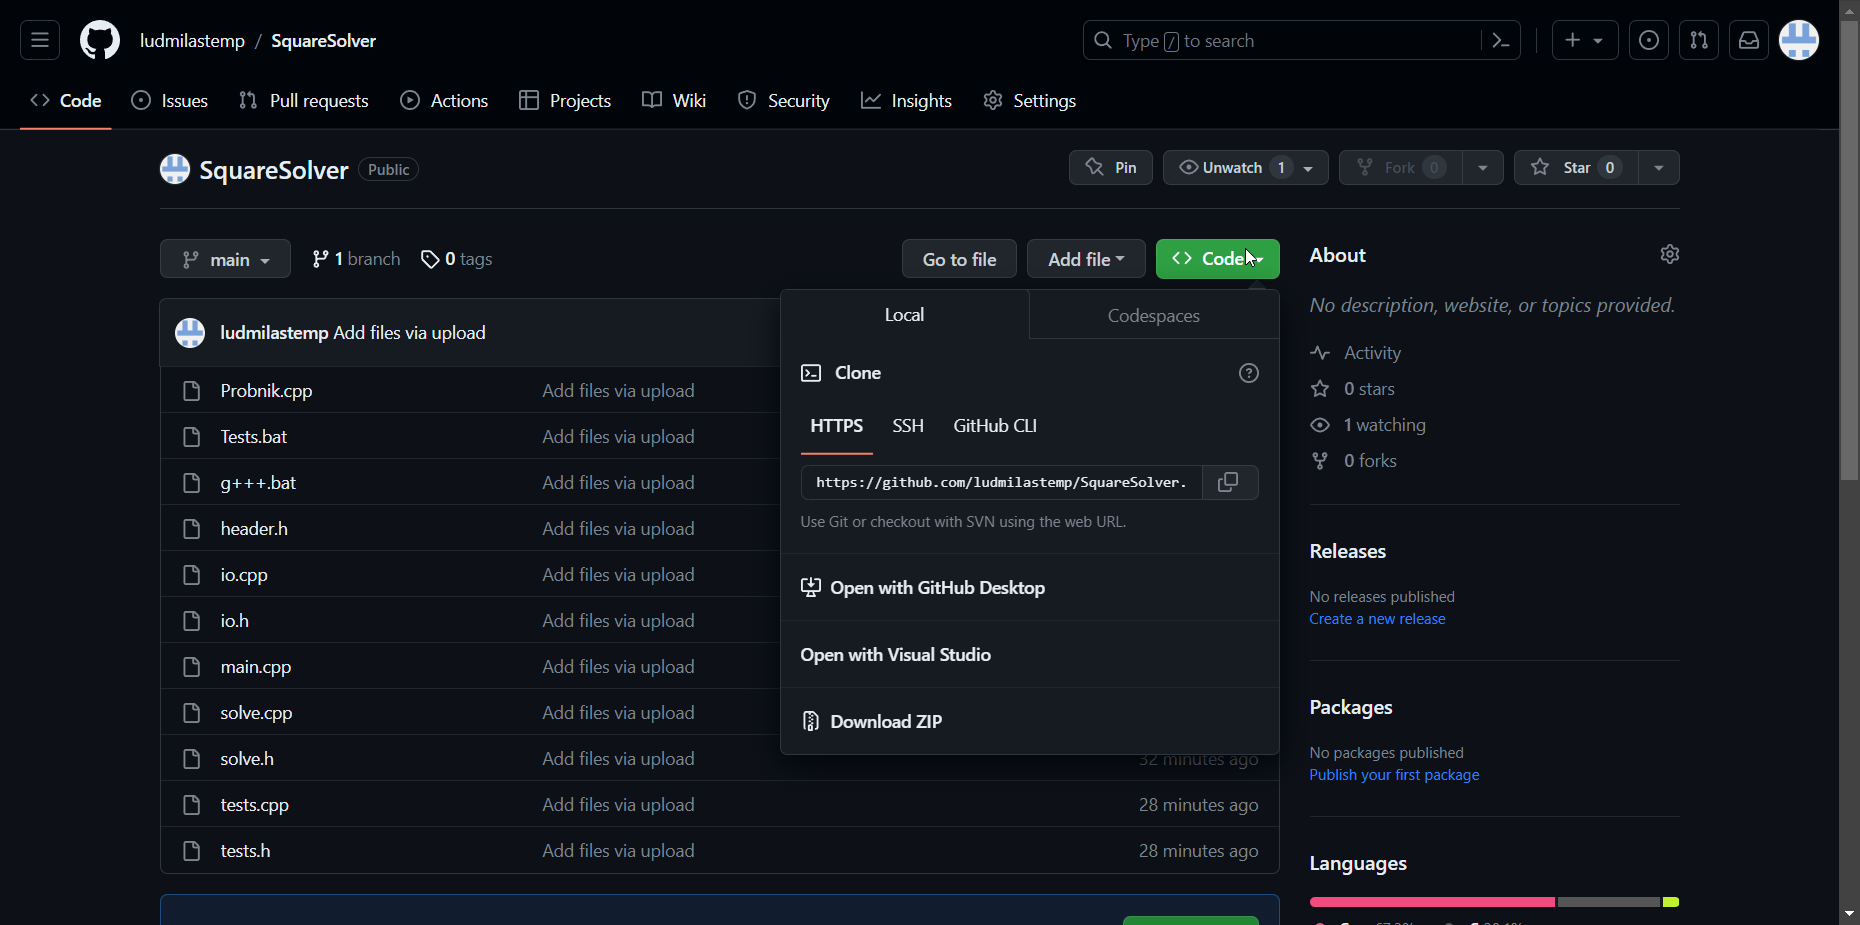 ludmilastemp / SquareSolver
Type / to search
Code Issues Pull requests Actions Projects Wiki Security Insights Settings
SquareSolver Public
Pin Unwatch 1 Fork 0 Star 0
main 1 branch 0 tags Go to file Add file Code
ludmilastemp Add files via upload
Probnik.cpp Add files via upload
Tests.bat Add files via upload
g+++.bat Add files via upload
header.h Add files via upload
io.cpp Add files via upload
io.h Add files via upload
main.cpp Add files via upload
solve.cpp Add files via upload
solve.h Add files via upload 32 minutes ago
tests.cpp Add files via upload 28 minutes ago
tests.h Add files via upload 28 minutes ago
Local Codespaces
Clone
HTTPS SSH GitHub CLI
https://github.com/ludmilastemp/SquareSolver.
Use Git or checkout with SVN using the web URL.
Open with GitHub Desktop
Open with Visual Studio
Download ZIP
About
No description, website, or topics provided.
Activity
0 stars
1 watching
0 forks
Releases
No releases published
Create a new release
Packages
No packages published
Publish your first package
Languages